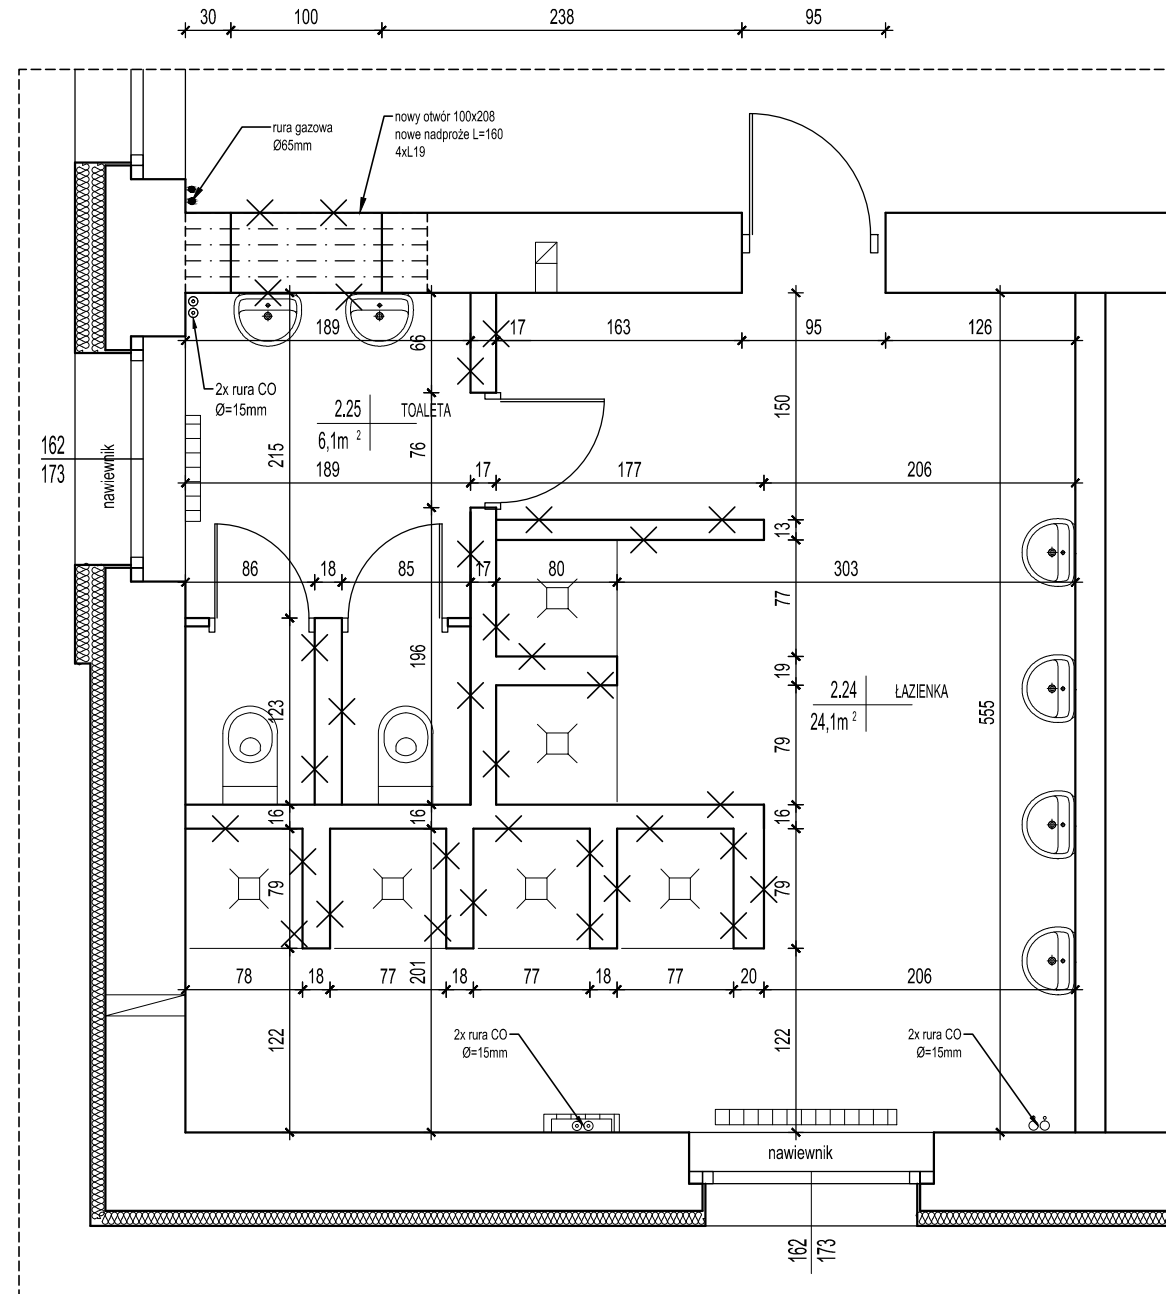 30 100 238 95
rura gazowa
Ø65mm
nowy otwór 100x208
nowe nadproże L=160
4xL19
189 17 163 95 126
66
2x rura CO
Ø=15mm
2.25 TOALETA
6,1m 2
150
162
173
nawiewnik
215
76
189 17 177 206
13
86 18 85 17 80 303
77
196
19
2.24 ŁAZIENKA
24,1m 2
123
555
79
16
16
16
79
79
78 18 77 18 77 18 77 20 206
201
122
2x rura CO
Ø=15mm
122
2x rura CO
Ø=15mm
nawiewnik
162
173